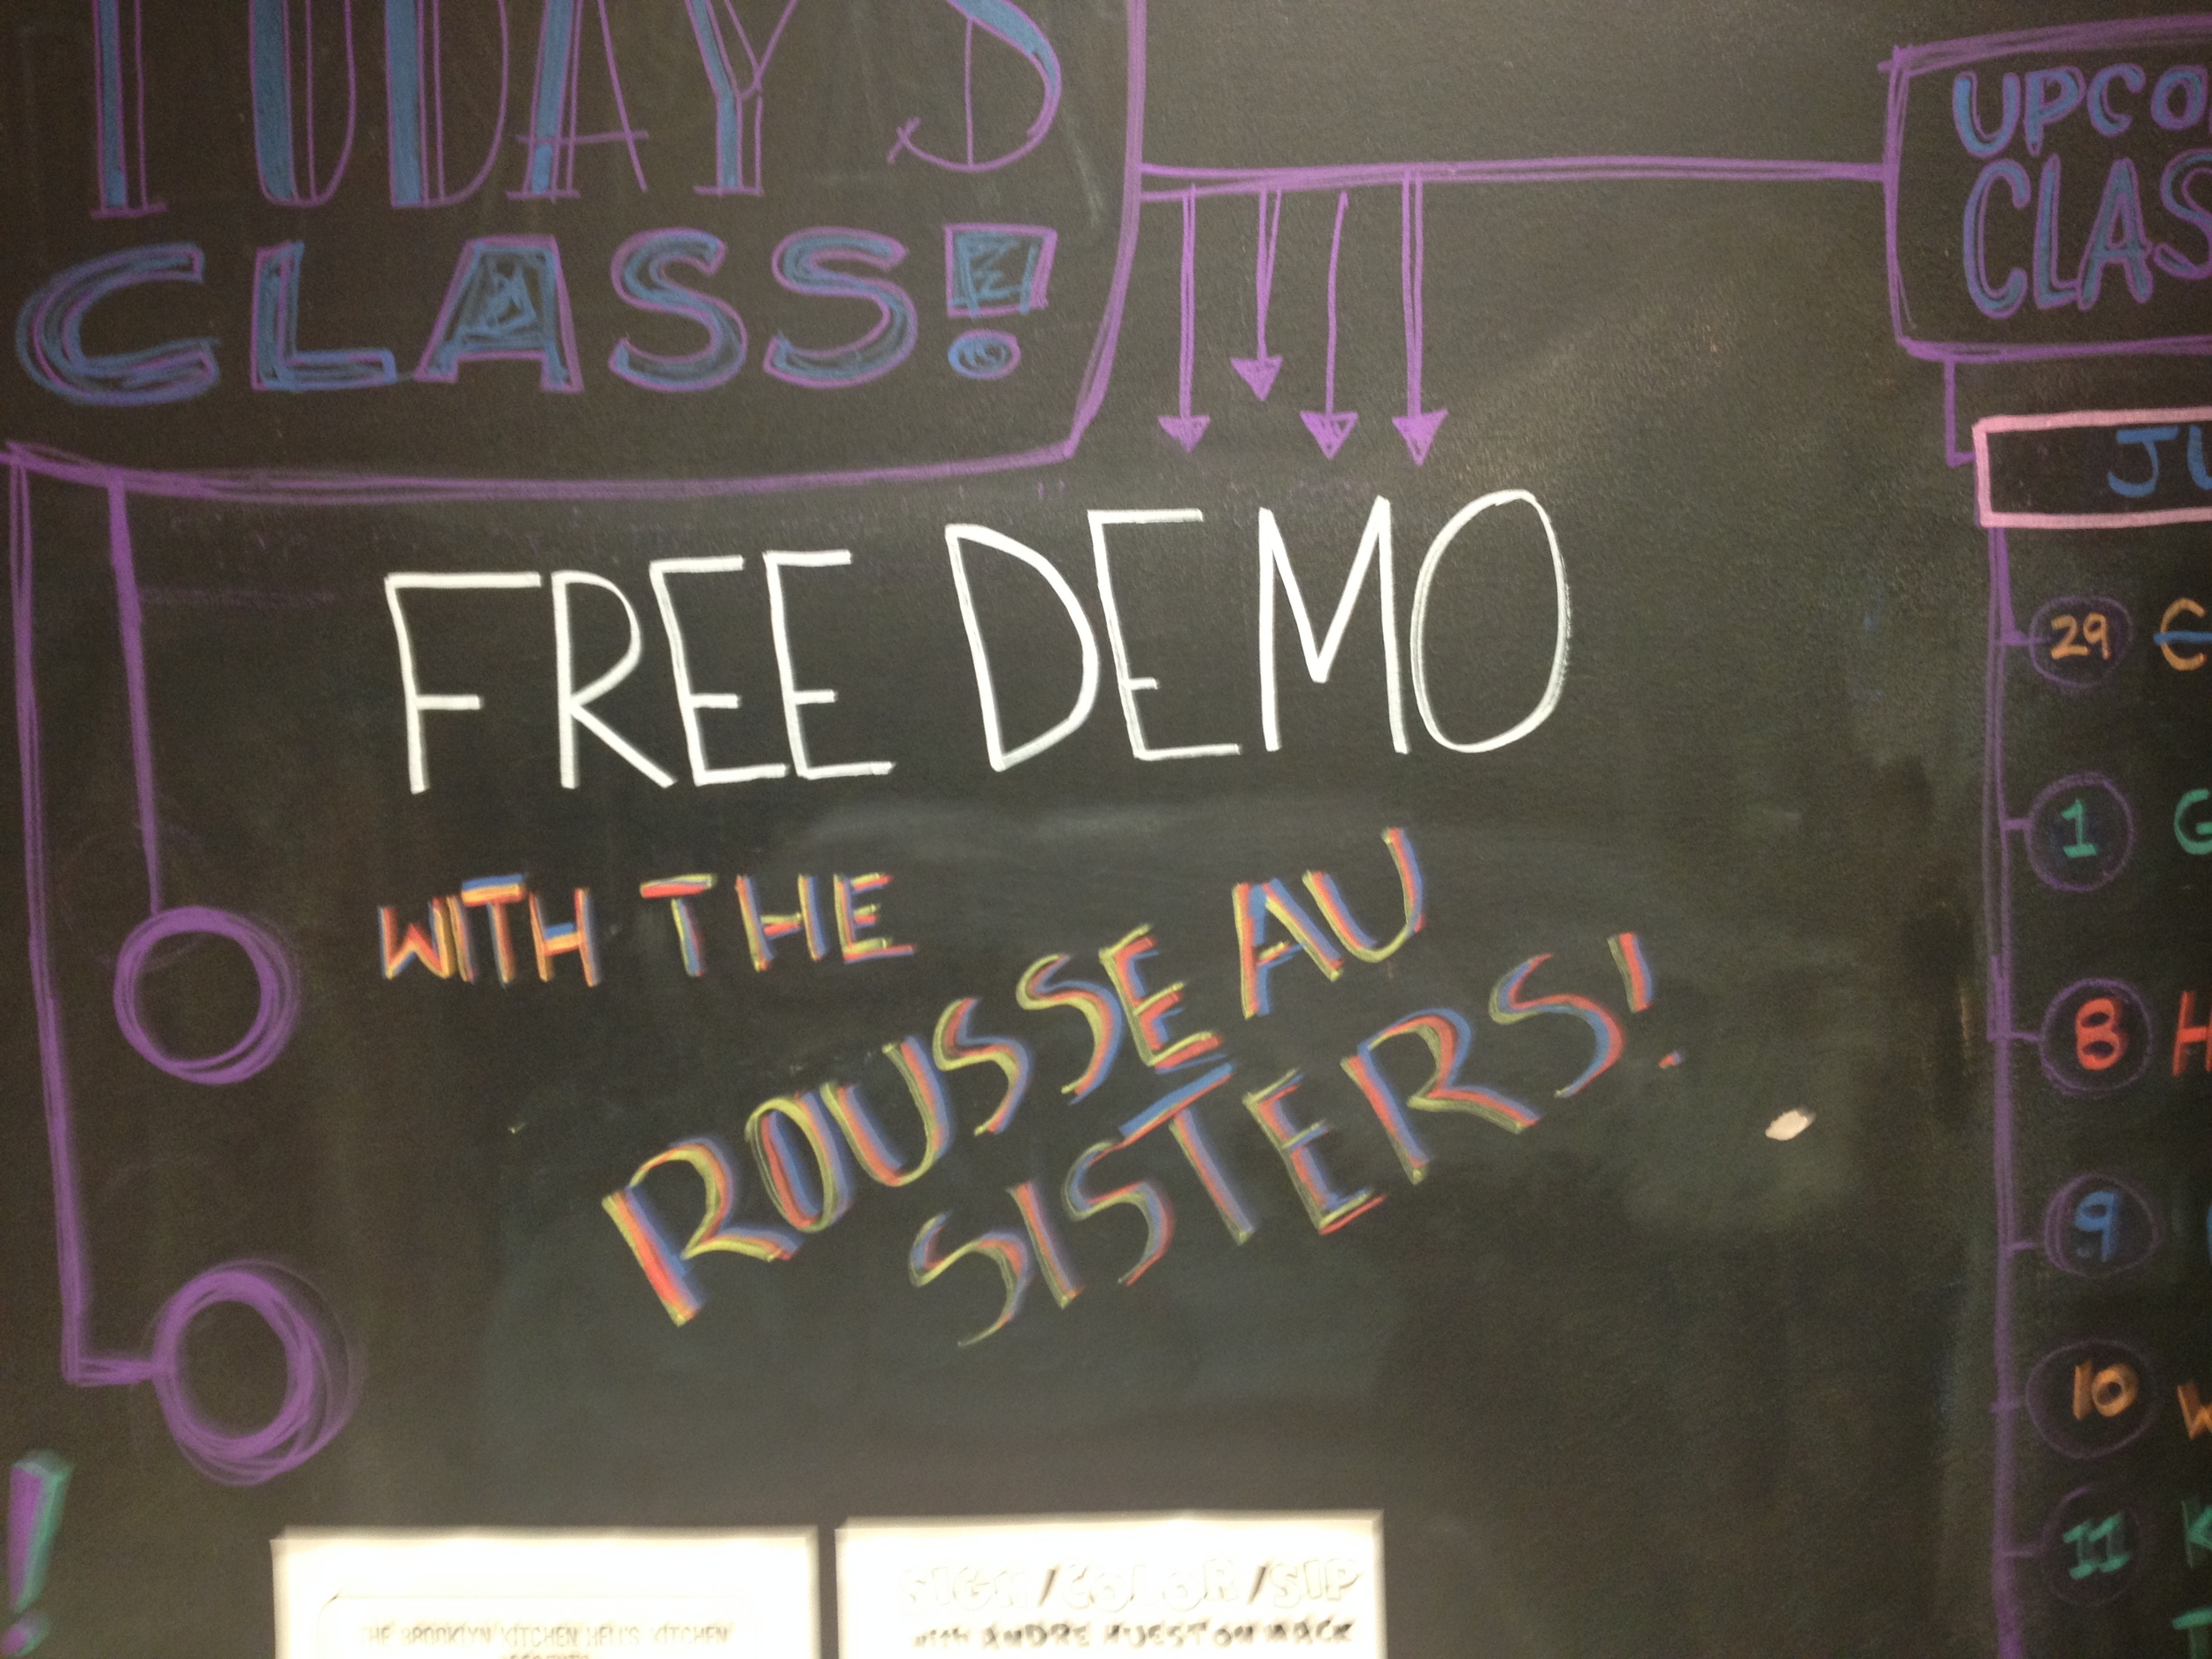 TODAY'S
CLASS!
FREE DEMO
WITH THE
ROUSSEAU
SISTERS!
UPCO
CLAS
JU
29
1 G
8 H
9
10 W
11 K
!
THE BROOKLYN KITCHEN HELL'S KITCHEN
SIGN/COLOR/SIP
with ANDRE HUESTON MACK